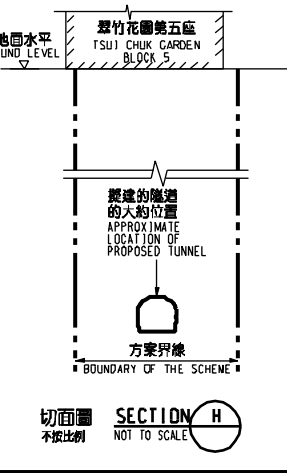 翠竹花園第五座
TSUI CHUK GARDEN
BLOCK 5
地面水平
UND LEVEL
擬建的隧道
的大約位置
APPROXIMATE
LOCATION OF
PROPOSED TUNNEL
方案界線
BOUNDARY OF THE SCHEME
切面圖
不按比例
SECTION H
NOT TO SCALE